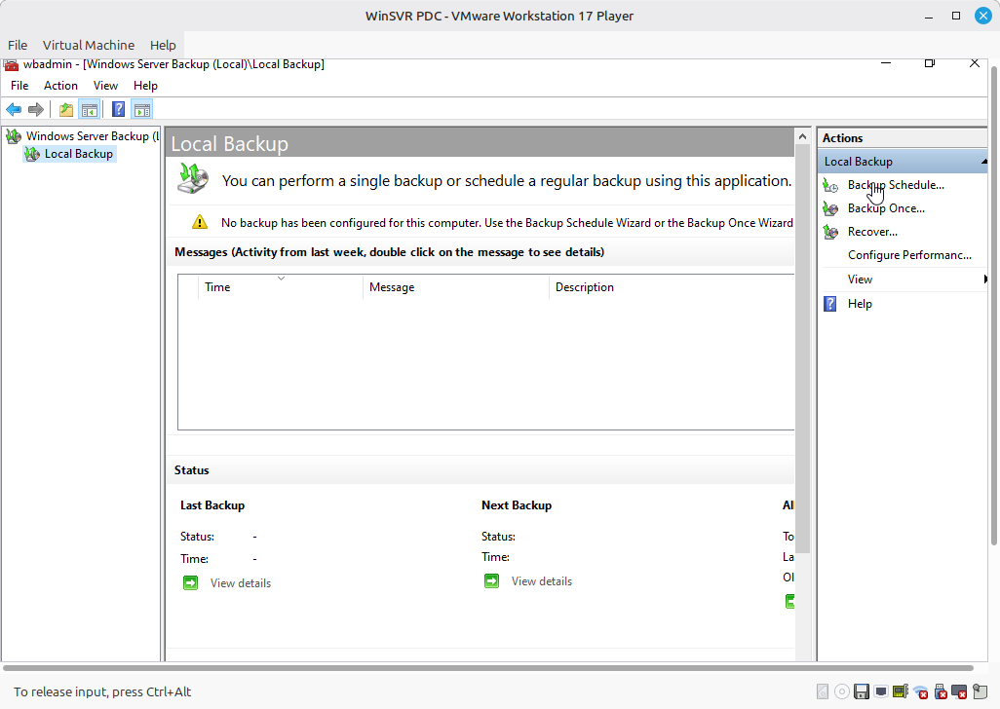 WinSVR PDC - VMware Workstation 17 Player
File Virtual Machine Help
wbadmin - [Windows Server Backup (Local)\Local Backup]
File Action View Help
Windows Server Backup (L
Local Backup
Local Backup
You can perform a single backup or schedule a regular backup using this application.
No backup has been configured for this computer. Use the Backup Schedule Wizard or the Backup Once Wizard
Messages (Activity from last week, double click on the message to see details)
Time Message Description
Status
Last Backup
Status: -
Time: -
View details
Next Backup
Status:
Time:
View details
Al
To
La
Ol
Actions
Local Backup
Backup Schedule...
Backup Once...
Recover...
Configure Performanc...
View
Help
To release input, press Ctrl+Alt